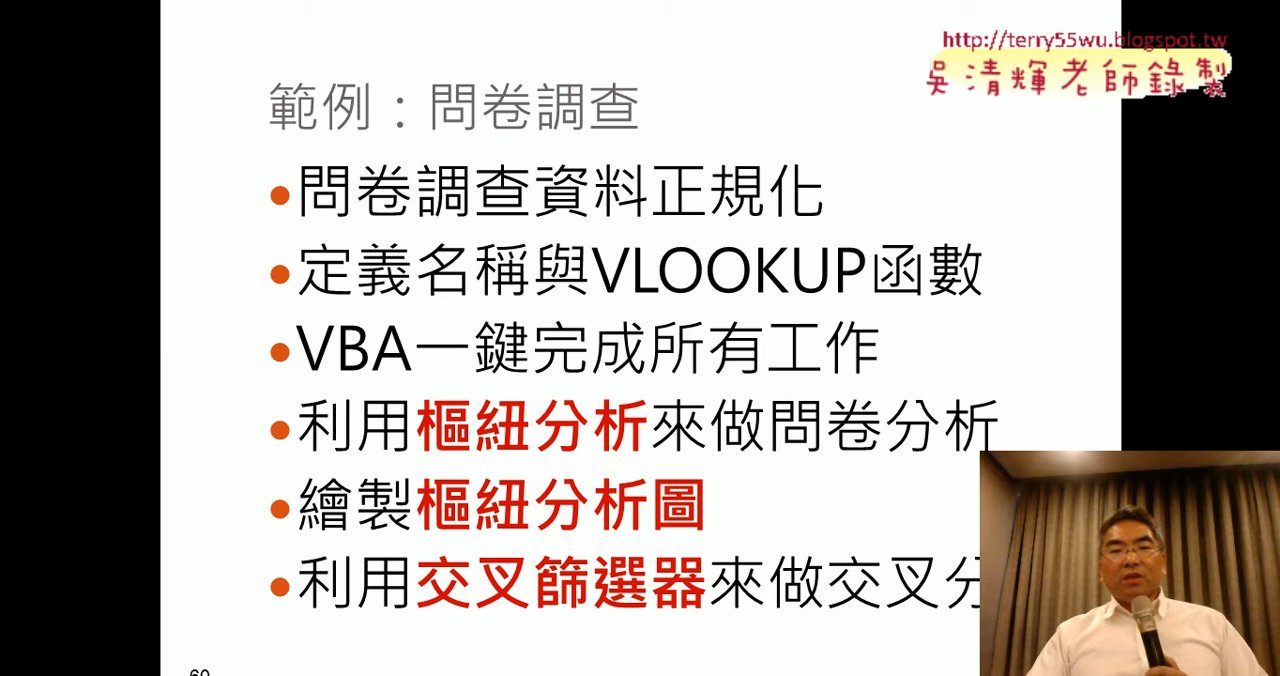 http://terry55wu.blogspot.tw
吳清輝老師錄製
範例：問卷調查
•問卷調查資料正規化
•定義名稱與VLOOKUP函數
•VBA一鍵完成所有工作
•利用樞紐分析來做問卷分析
•繪製樞紐分析圖
•利用交叉篩選器來做交叉分
60